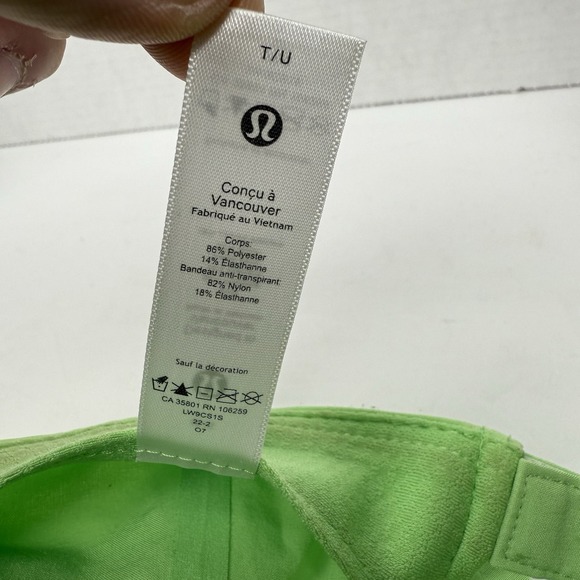 T/U
Conçu à
Vancouver
Fabriqué au Vietnam
Corps:
86% Polyester
14% Élasthanne
Bandeau anti-transpirant:
82% Nylon
18% Élasthanne
Sauf la décoration
CA 35801 RN 106259
LW9CS1S
22-2
O7